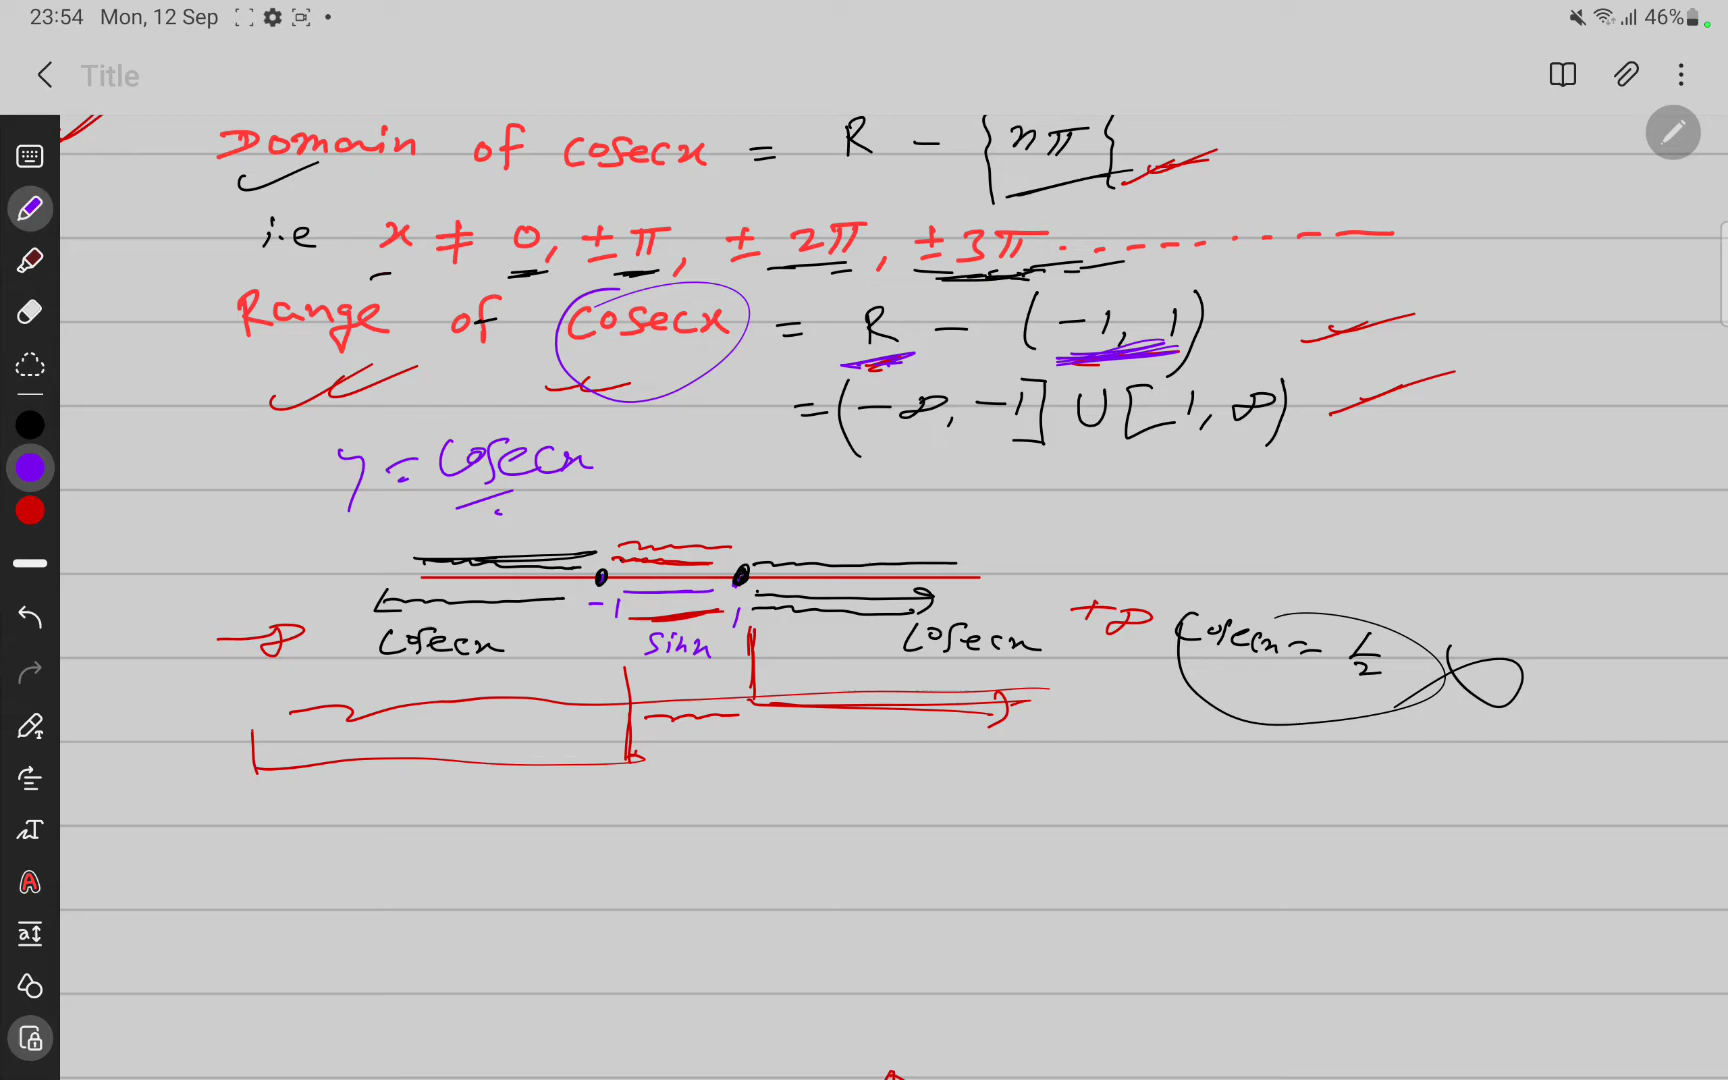 23:54 Mon, 12 Sep 46%
Title
Domain of cosecx = R - {nπ}
i.e x ≠ 0, ± π, ± 2π, ± 3π - - - - - - - - - -
Range of cosecx = R - (-1, 1)
= (-∞, -1] ∪ [1, ∞)
y = cosecx
-1 1
-∞ cosecx sinx cosecx +∞ cosecx = 1/2